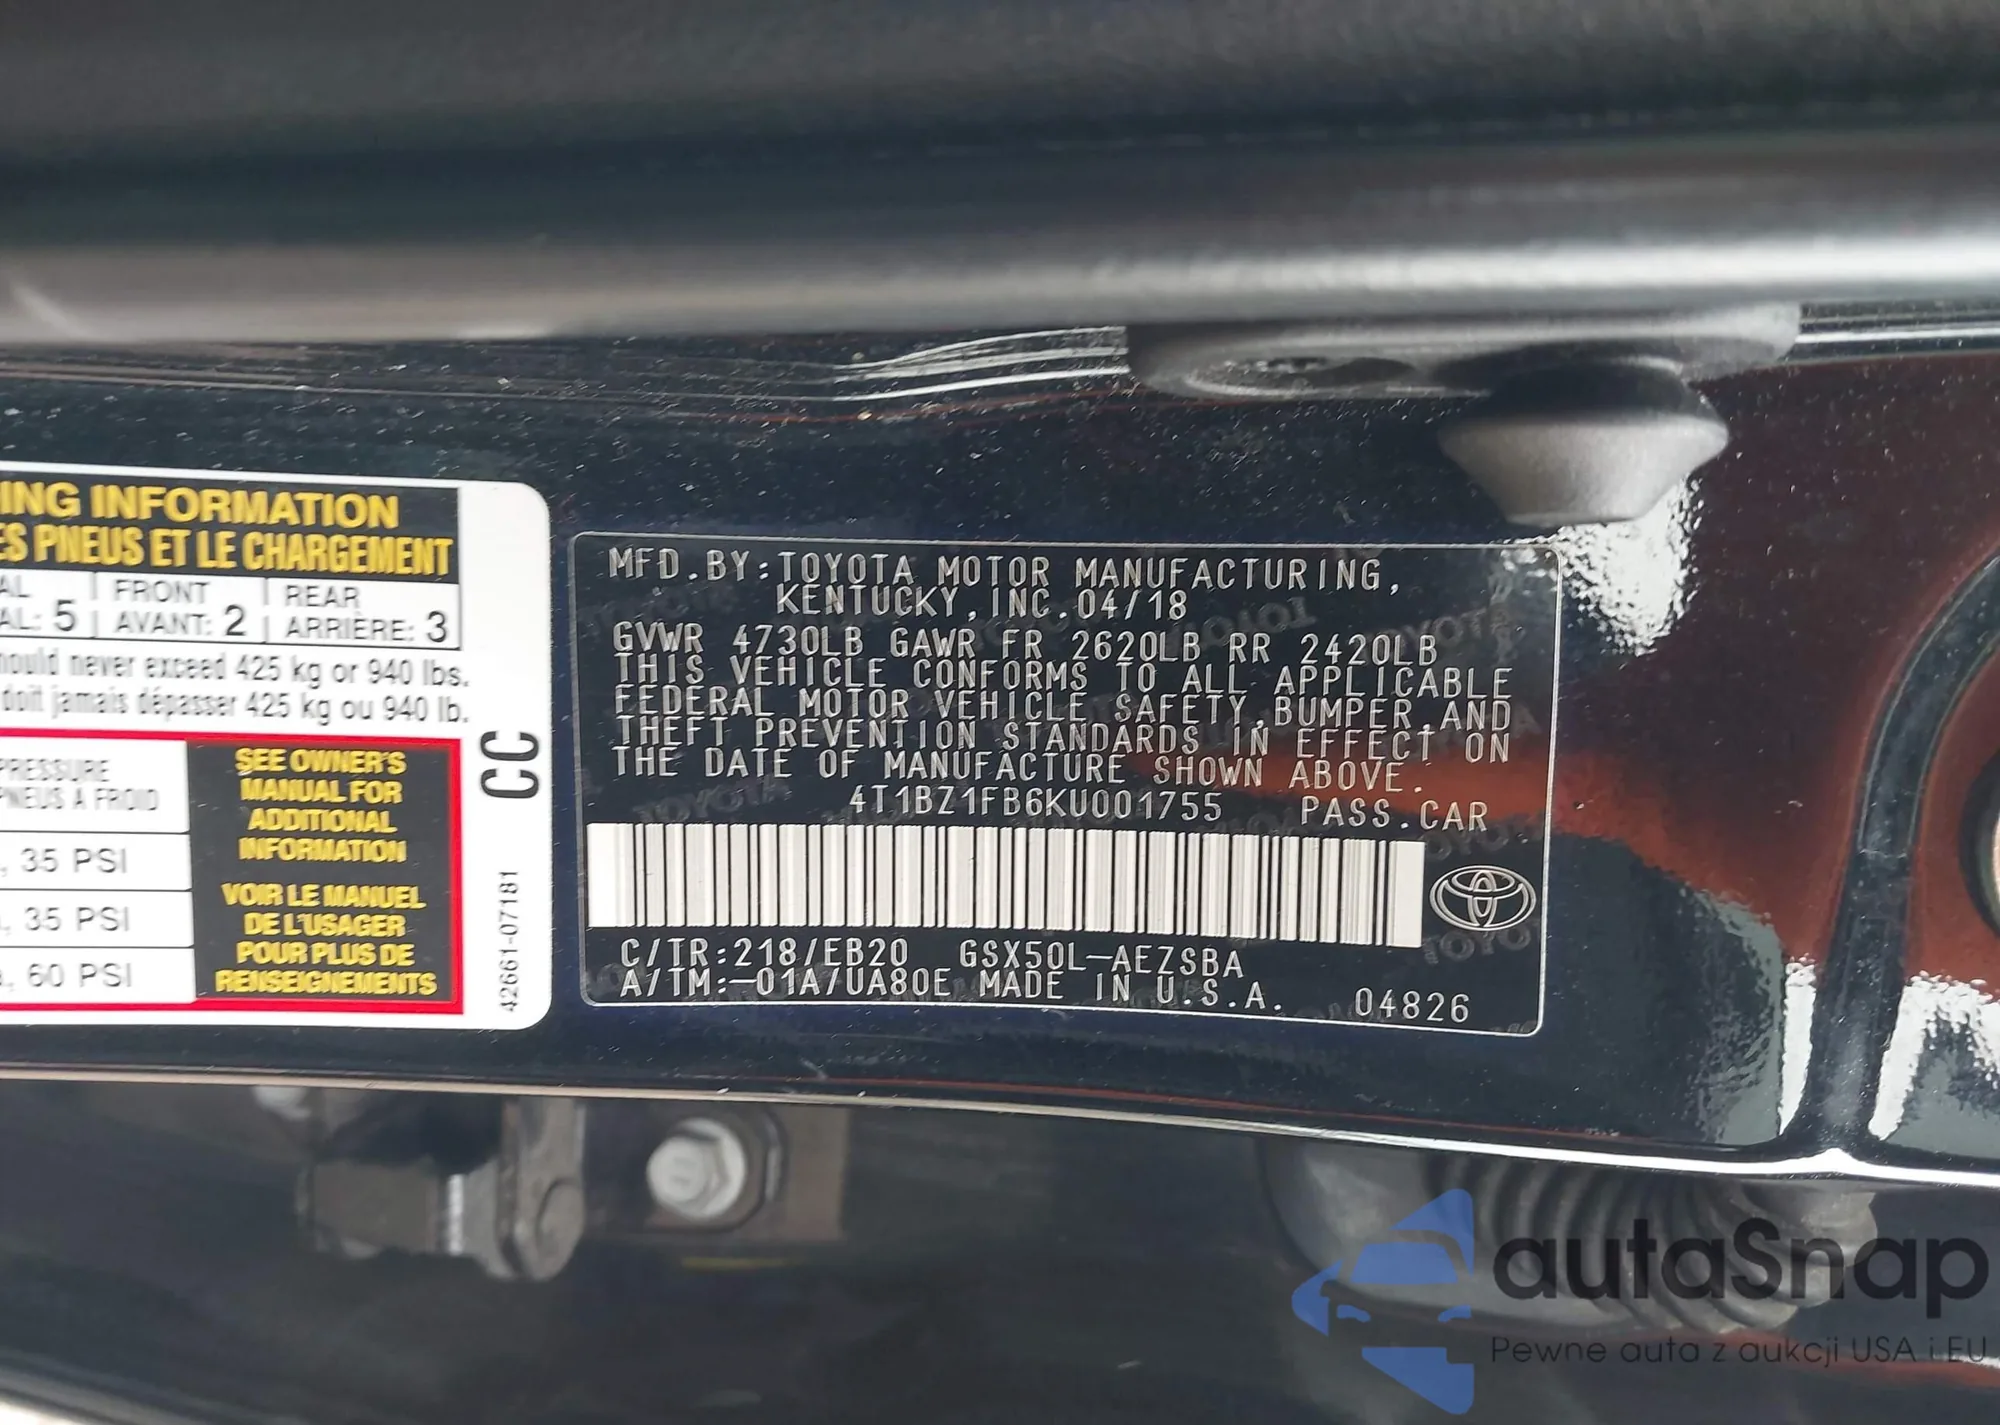 ING INFORMATION
ES PNEUS ET LE CHARGEMENT
AL | FRONT | REAR
AL: 5 | AVANT: 2 | ARRIÈRE: 3
hould never exceed 425 kg or 940 lbs.
doit jamais dépasser 425 kg ou 940 lb.
PRESSURE
PNEUS A FROID
, 35 PSI
, 35 PSI
, 60 PSI
SEE OWNER'S
MANUAL FOR
ADDITIONAL
INFORMATION
VOIR LE MANUEL
DE L'USAGER
POUR PLUS DE
RENSEIGNEMENTS
CC
42661-07181
MFD.BY:TOYOTA MOTOR MANUFACTURING,
KENTUCKY,INC.04/18
GVWR 4730LB GAWR FR 2620LB RR 2420LB
THIS VEHICLE CONFORMS TO ALL APPLICABLE
FEDERAL MOTOR VEHICLE SAFETY,BUMPER,AND
THEFT PREVENTION STANDARDS IN EFFECT ON
THE DATE OF MANUFACTURE SHOWN ABOVE.
4T1BZ1FB6KU001755 PASS.CAR
C/TR:218/EB20 GSX50L-AEZSBA
A/TM:-01A/UA80E MADE IN U.S.A. 04826
autaSnap
Pewne auta z aukcji USA i EU